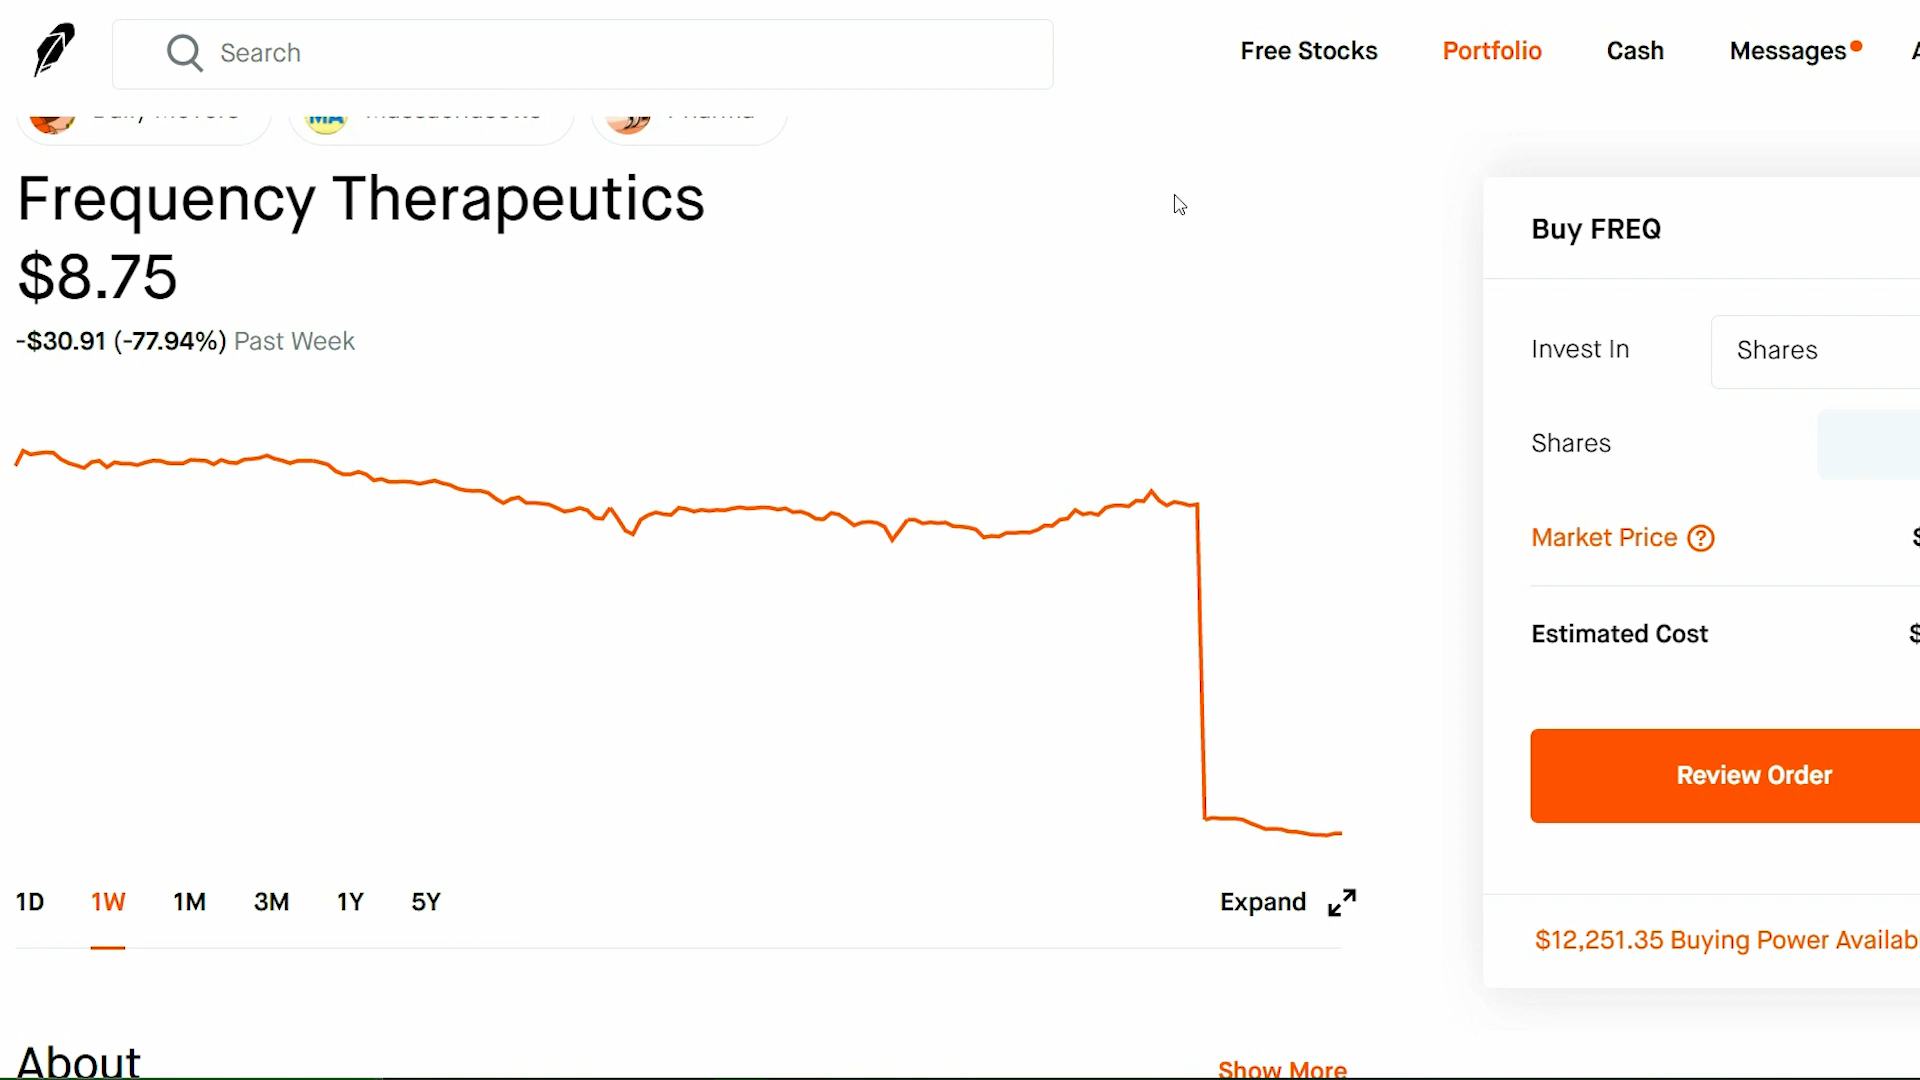 Search
Free Stocks
Portfolio
Cash
Messages
MA
Frequency Therapeutics
$8.75
-$30.91 (-77.94%) Past Week
1D 1W 1M 3M 1Y 5Y
Expand
About
Show More
Buy FREQ
Invest In Shares
Shares
Market Price ?
$
Estimated Cost
$
Review Order
$12,251.35 Buying Power Availab